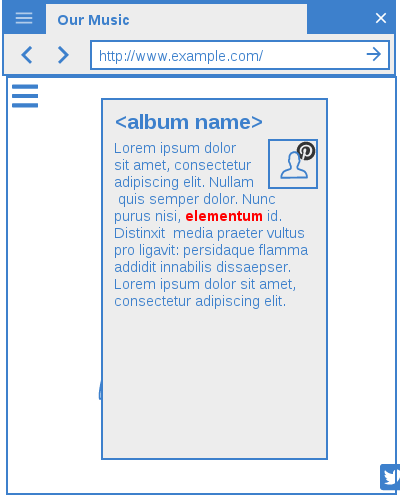 Our Music
http://www.example.com/
<album name>
Lorem ipsum dolor
sit amet, consectetur
adipiscing elit. Nullam
quis semper dolor. Nunc
purus nisi, elementum id.
Distinxit media praeter vultus
pro ligavit: persidaque flamma
addidit innabilis dissaepser.
Lorem ipsum dolor sit amet,
consectetur adipiscing elit.